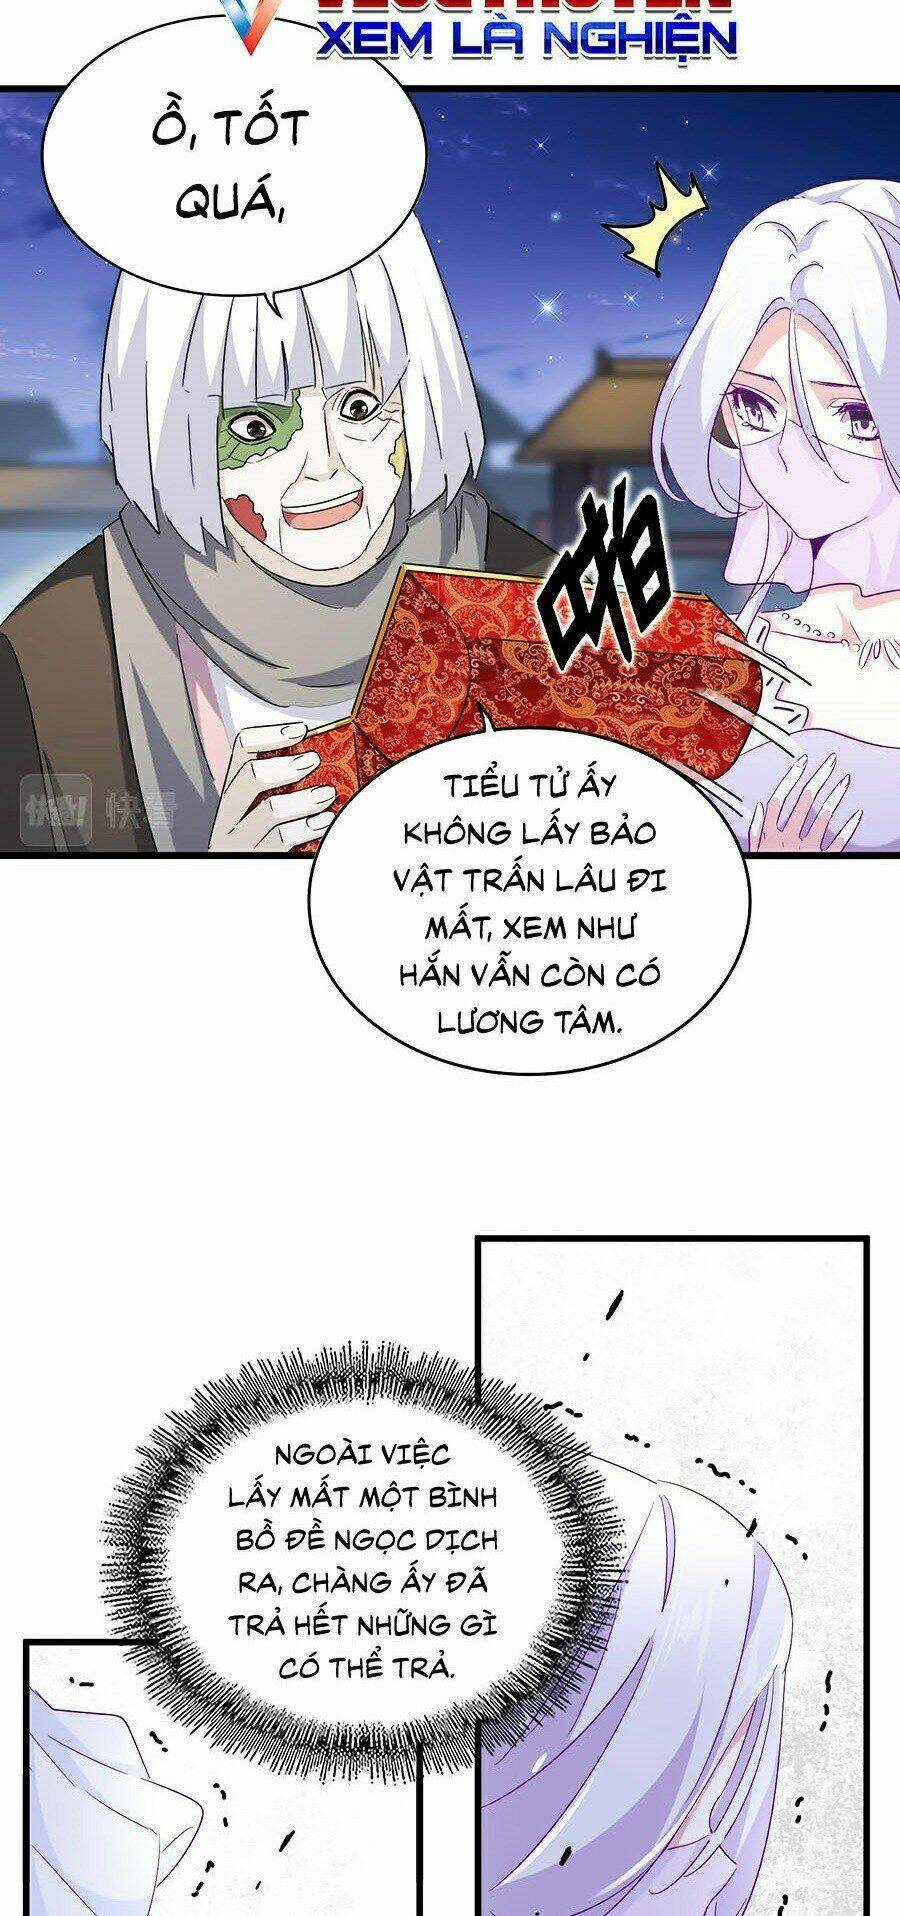 XEM LÀ NGHIỆN
Ồ, TỐT
QUÁ,
TIỂU TỬ ẤY
KHÔNG LẤY BẢO
VẬT TRẤN LÂU ĐI
MẤT, XEM NHƯ
HẮN VẪN CÒN CÓ
LƯƠNG TÂM.
快看
NGOÀI VIỆC
LẤY MẤT MỘT BÌNH
BỒ ĐỀ NGỌC DỊCH
RA, CHÀNG ẤY ĐÃ
TRẢ HẾT NHỮNG GÌ
CÓ THỂ TRẢ.